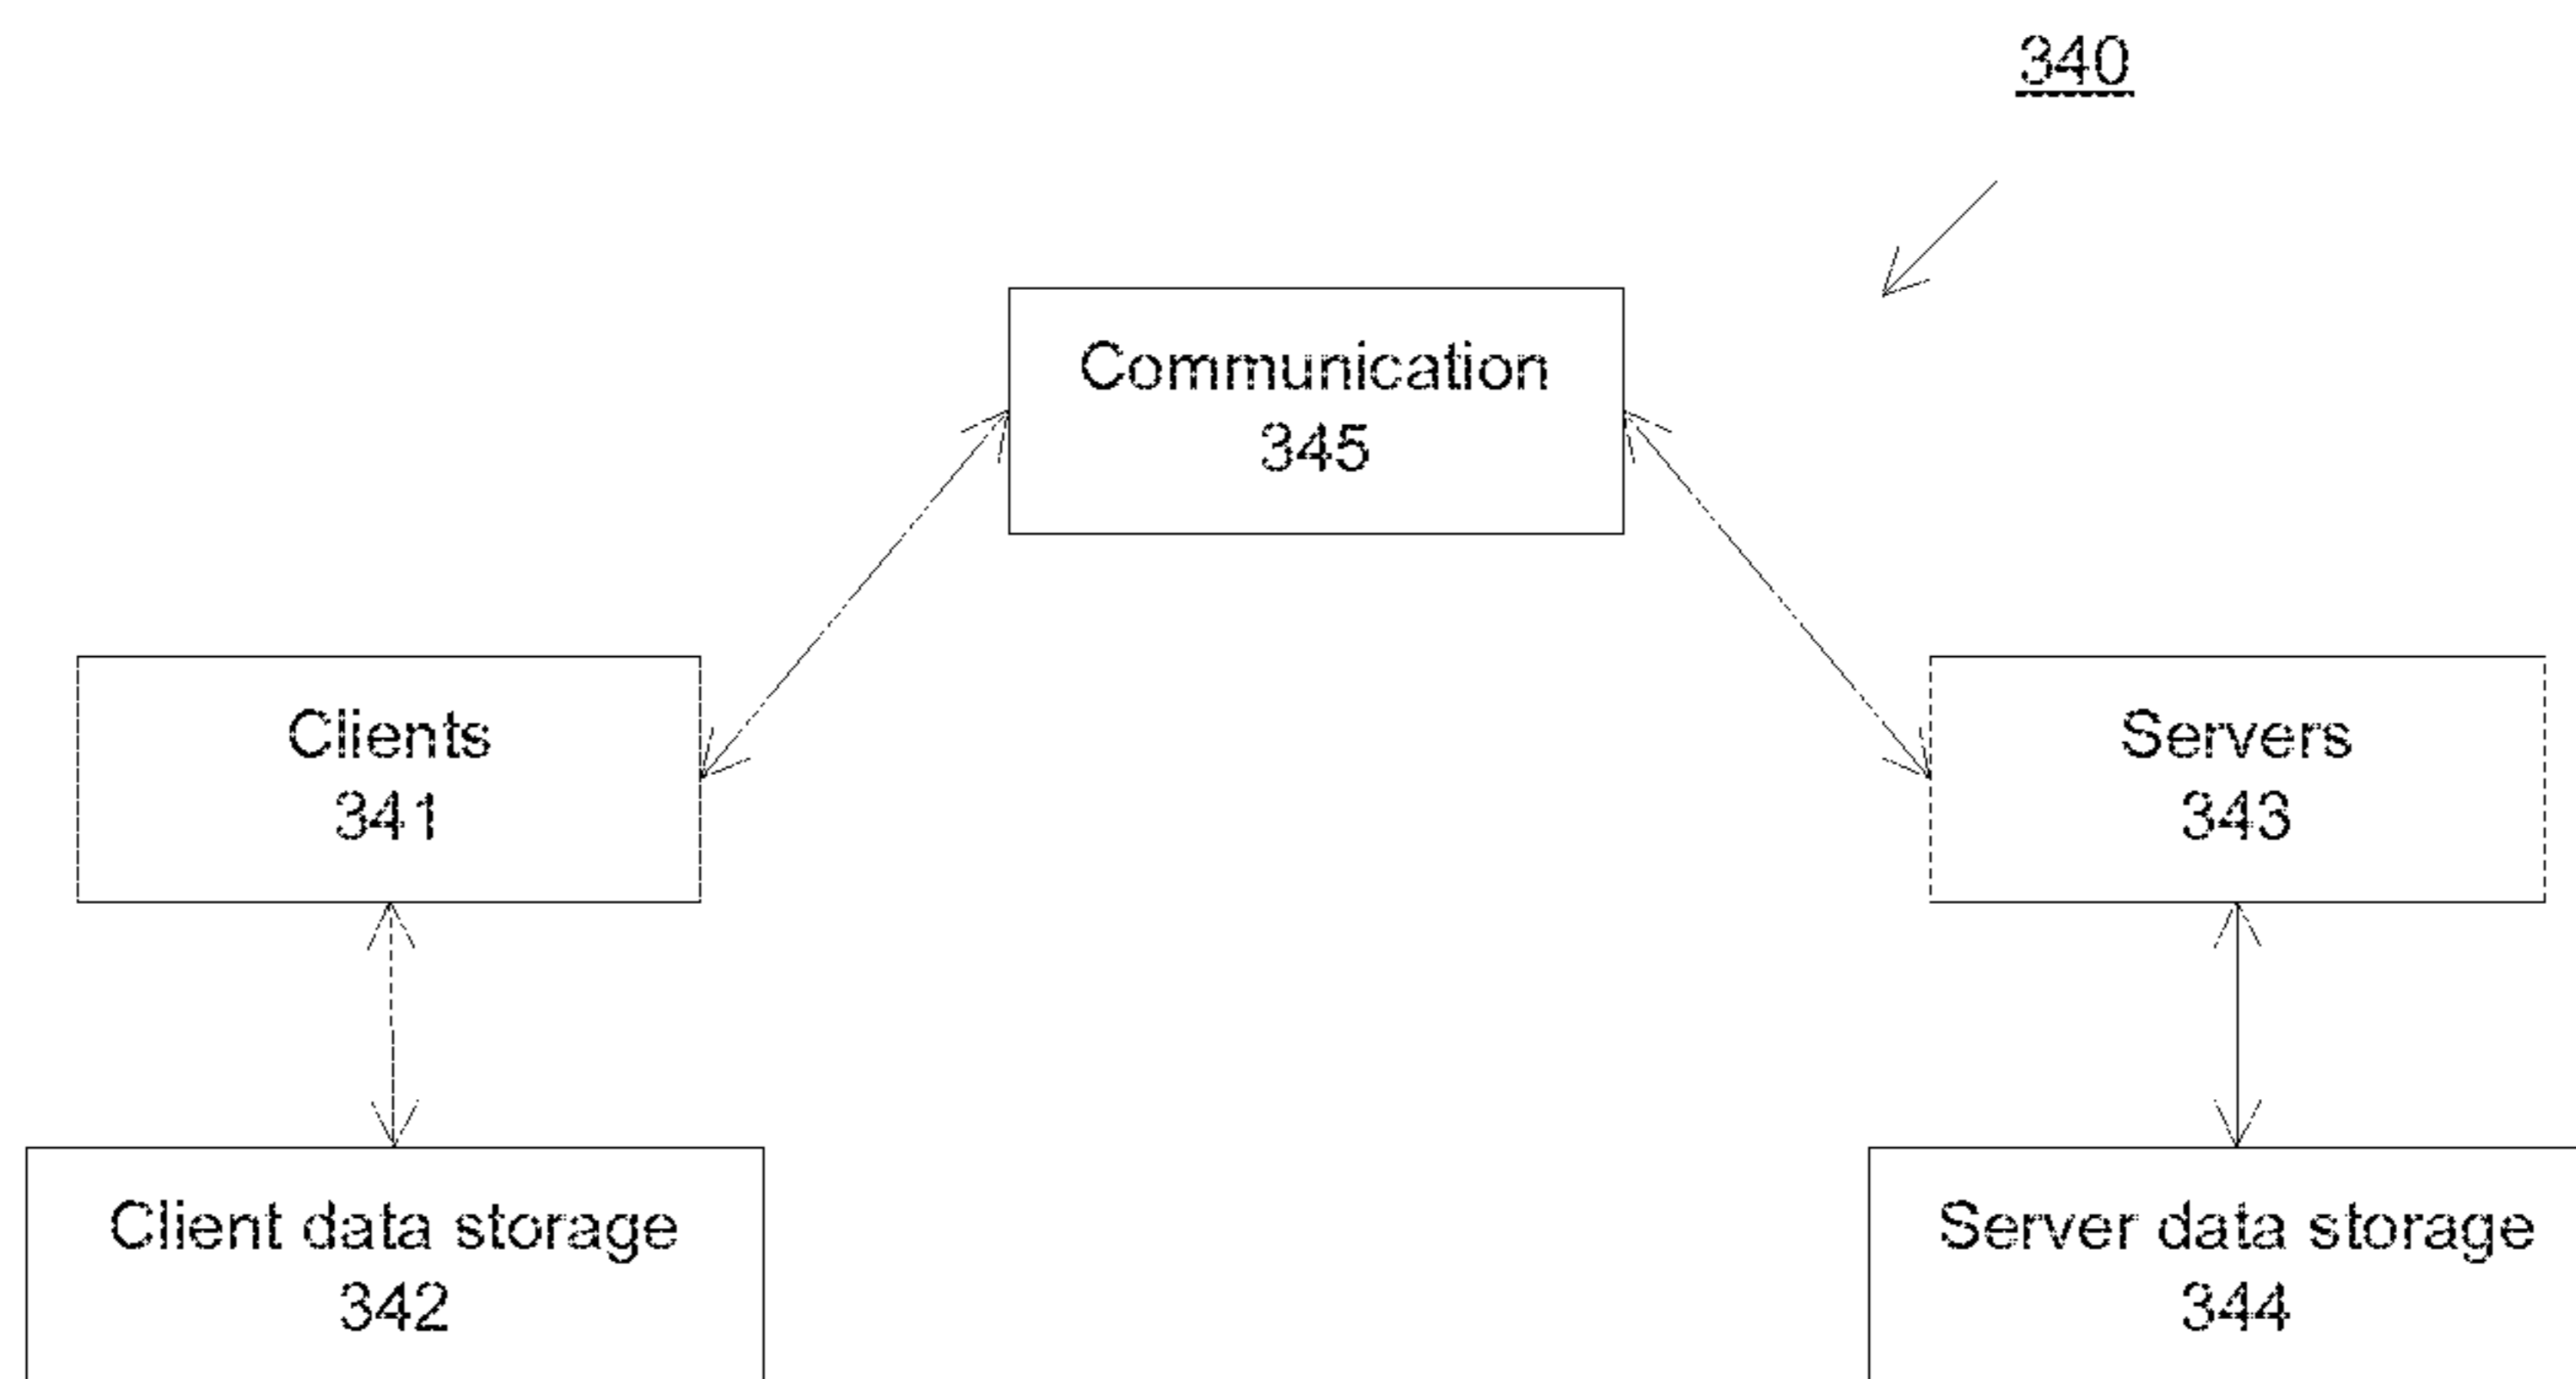 340
Communication
345
Clients
341
Servers
343
Client data storage
342
Server data storage
344